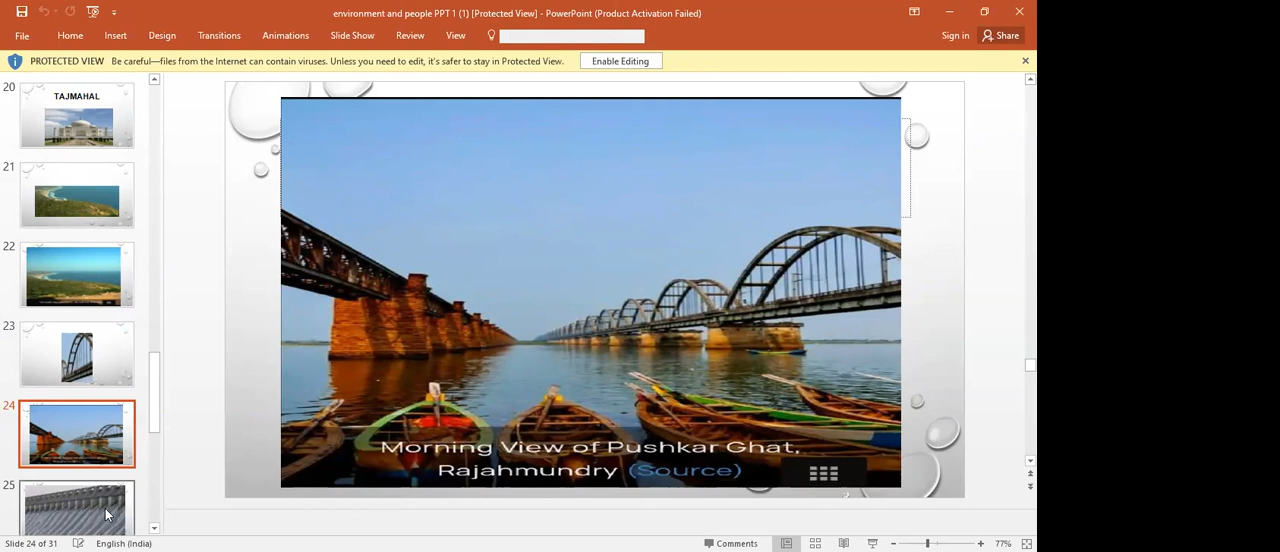 environment and people PPT 1 (1) [Protected View] - PowerPoint (Product Activation Failed)
File Home Insert Design Transitions Animations Slide Show Review View Sign in Share
PROTECTED VIEW Be careful—files from the Internet can contain viruses. Unless you need to edit, it's safer to stay in Protected View. Enable Editing
20
TAJMAHAL
21
22
23
24
25
Morning View of Pushkar Ghat,
Rajahmundry (Source)
Slide 24 of 31 English (India) Comments 77%